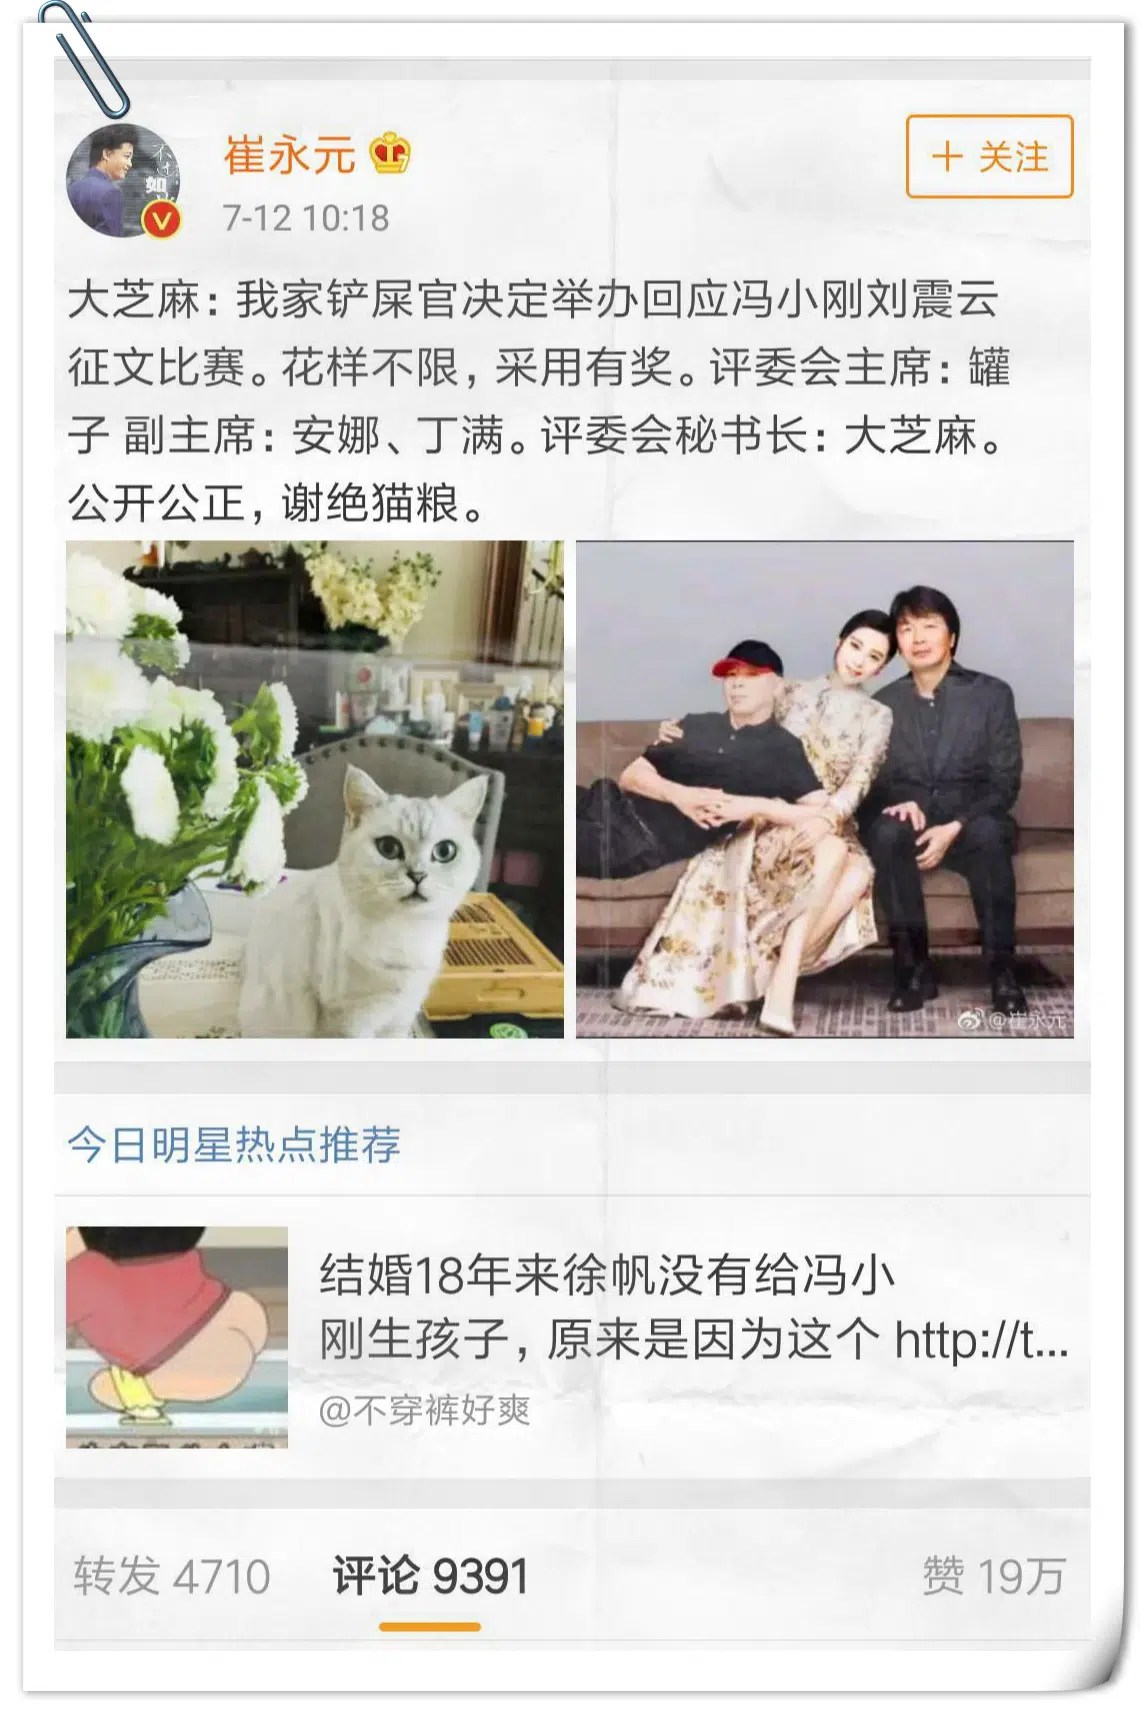 崔永元
7-12 10:18
+ 关注
大芝麻：我家铲屎官决定举办回应冯小刚刘震云
征文比赛。花样不限，采用有奖。评委会主席：罐
子 副主席：安娜、丁满。评委会秘书长：大芝麻。
公开公正，谢绝猫粮。
@崔永元
今日明星热点推荐
结婚18年来徐帆没有给冯小
刚生孩子，原来是因为这个 http://t...
@不穿裤好爽
转发 4710 评论 9391 赞 19万